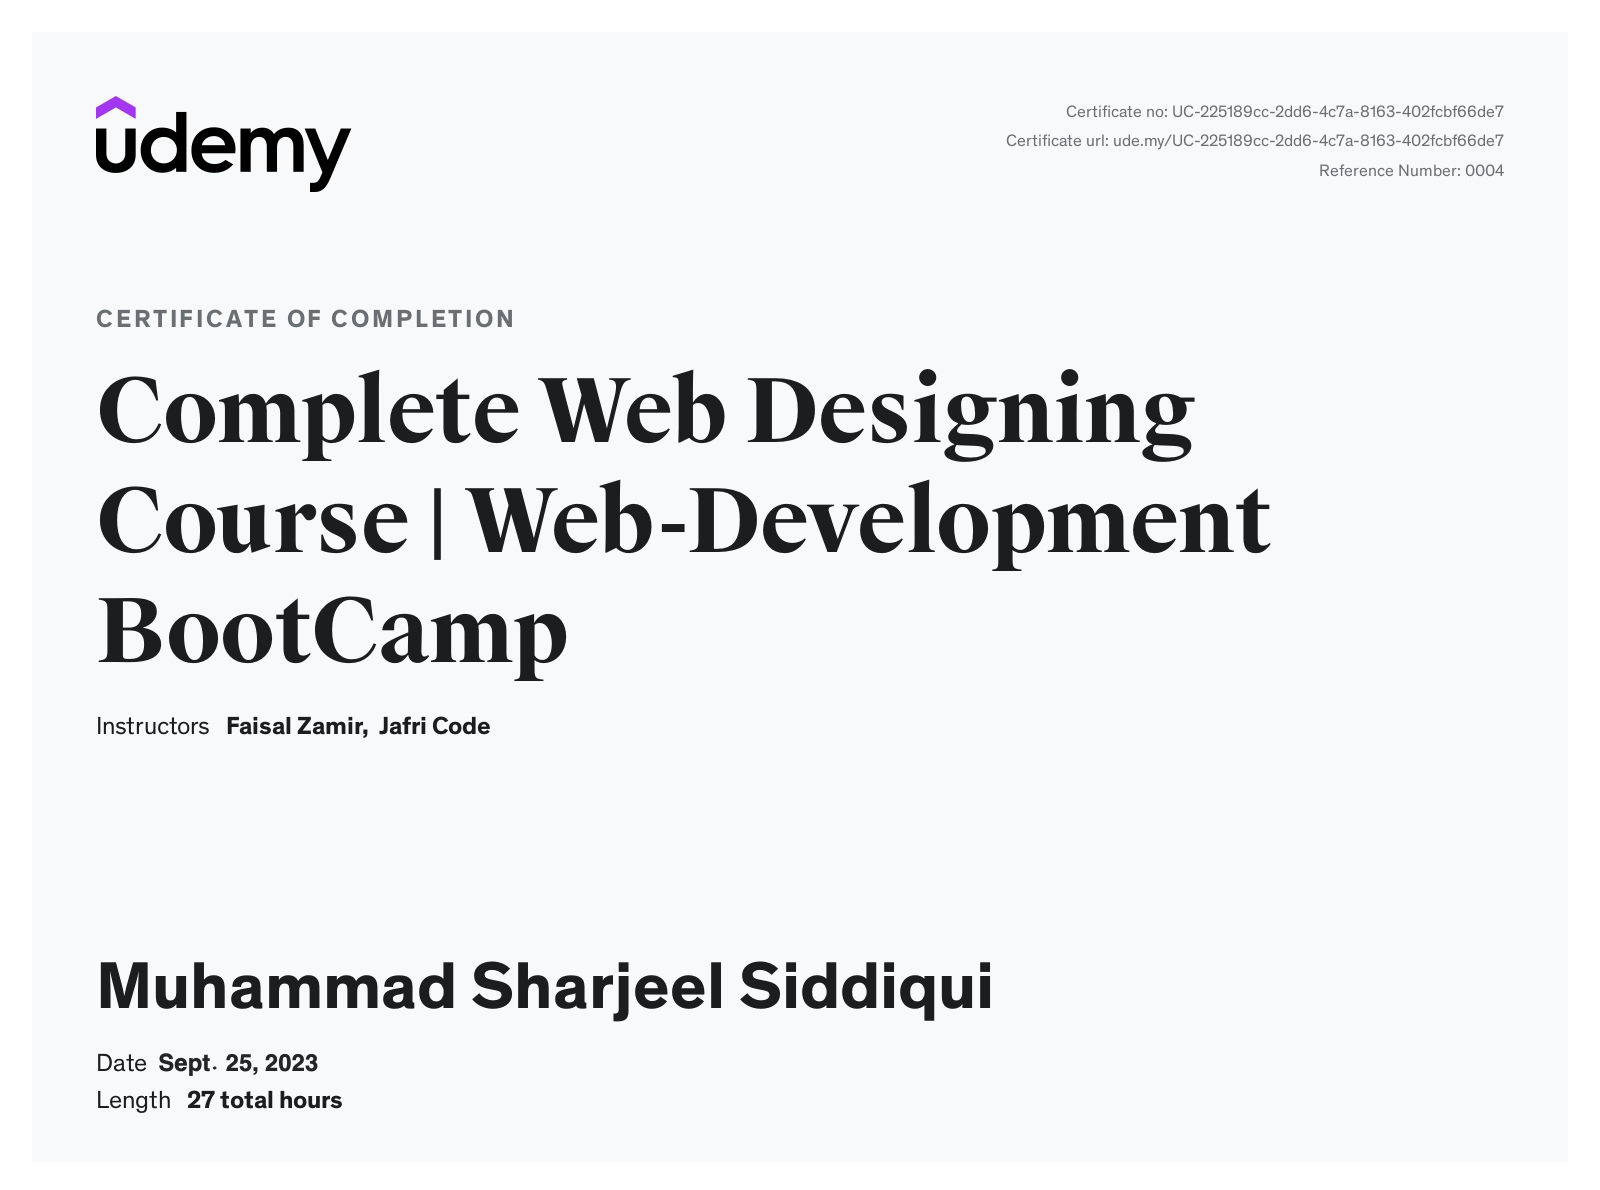 udemy
Certificate no: UC-225189cc-2dd6-4c7a-8163-402fcbf66de7
Certificate url: ude.my/UC-225189cc-2dd6-4c7a-8163-402fcbf66de7
Reference Number: 0004
CERTIFICATE OF COMPLETION
Complete Web Designing
Course | Web-Development
BootCamp
Instructors Faisal Zamir, Jafri Code
Muhammad Sharjeel Siddiqui
Date Sept. 25, 2023
Length 27 total hours